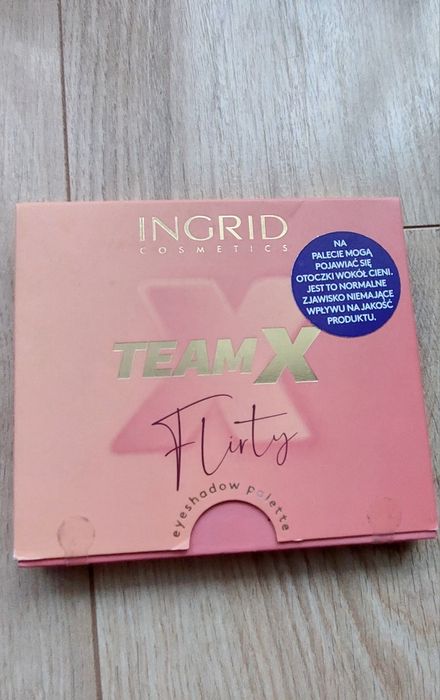 INGRID
COSMETICS
NA
PALECIE MOGĄ
POJAWIAĆ SIĘ
OTOCZKI WOKÓŁ CIENI.
JEST TO NORMALNE
ZJAWISKO NIEMAJĄCE
WPŁYWU NA JAKOŚĆ
PRODUKTU.
X
TEAM X
Flirty
eyeshadow palette